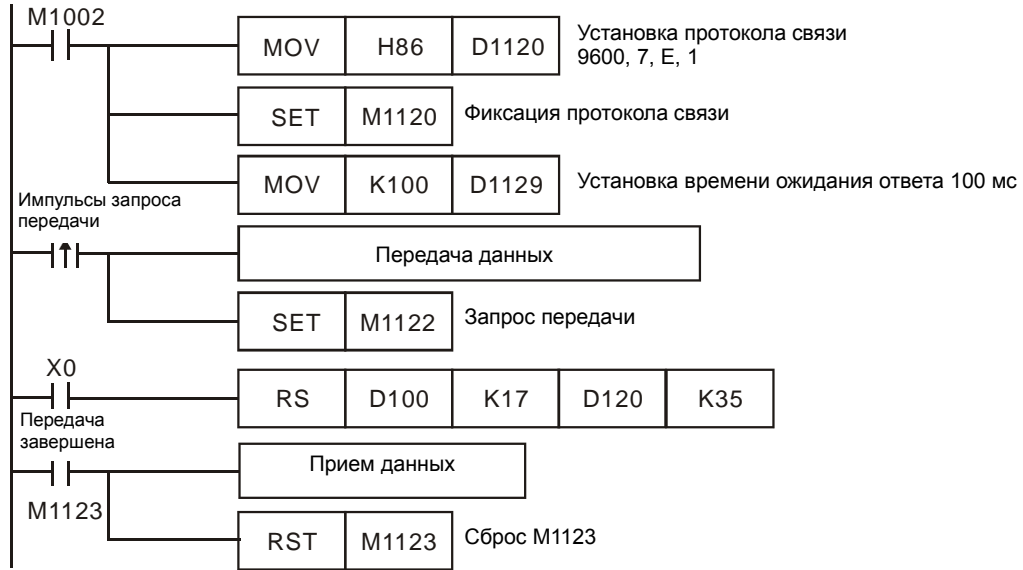 M1002
MOV H86 D1120 Установка протокола связи
9600, 7, E, 1
SET M1120 Фиксация протокола связи
MOV K100 D1129 Установка времени ожидания ответа 100 мс
Импульсы запроса
передачи
Передача данных
SET M1122 Запрос передачи
X0
RS D100 K17 D120 K35
Передача
завершена
Прием данных
M1123
RST M1123 Сброс M1123